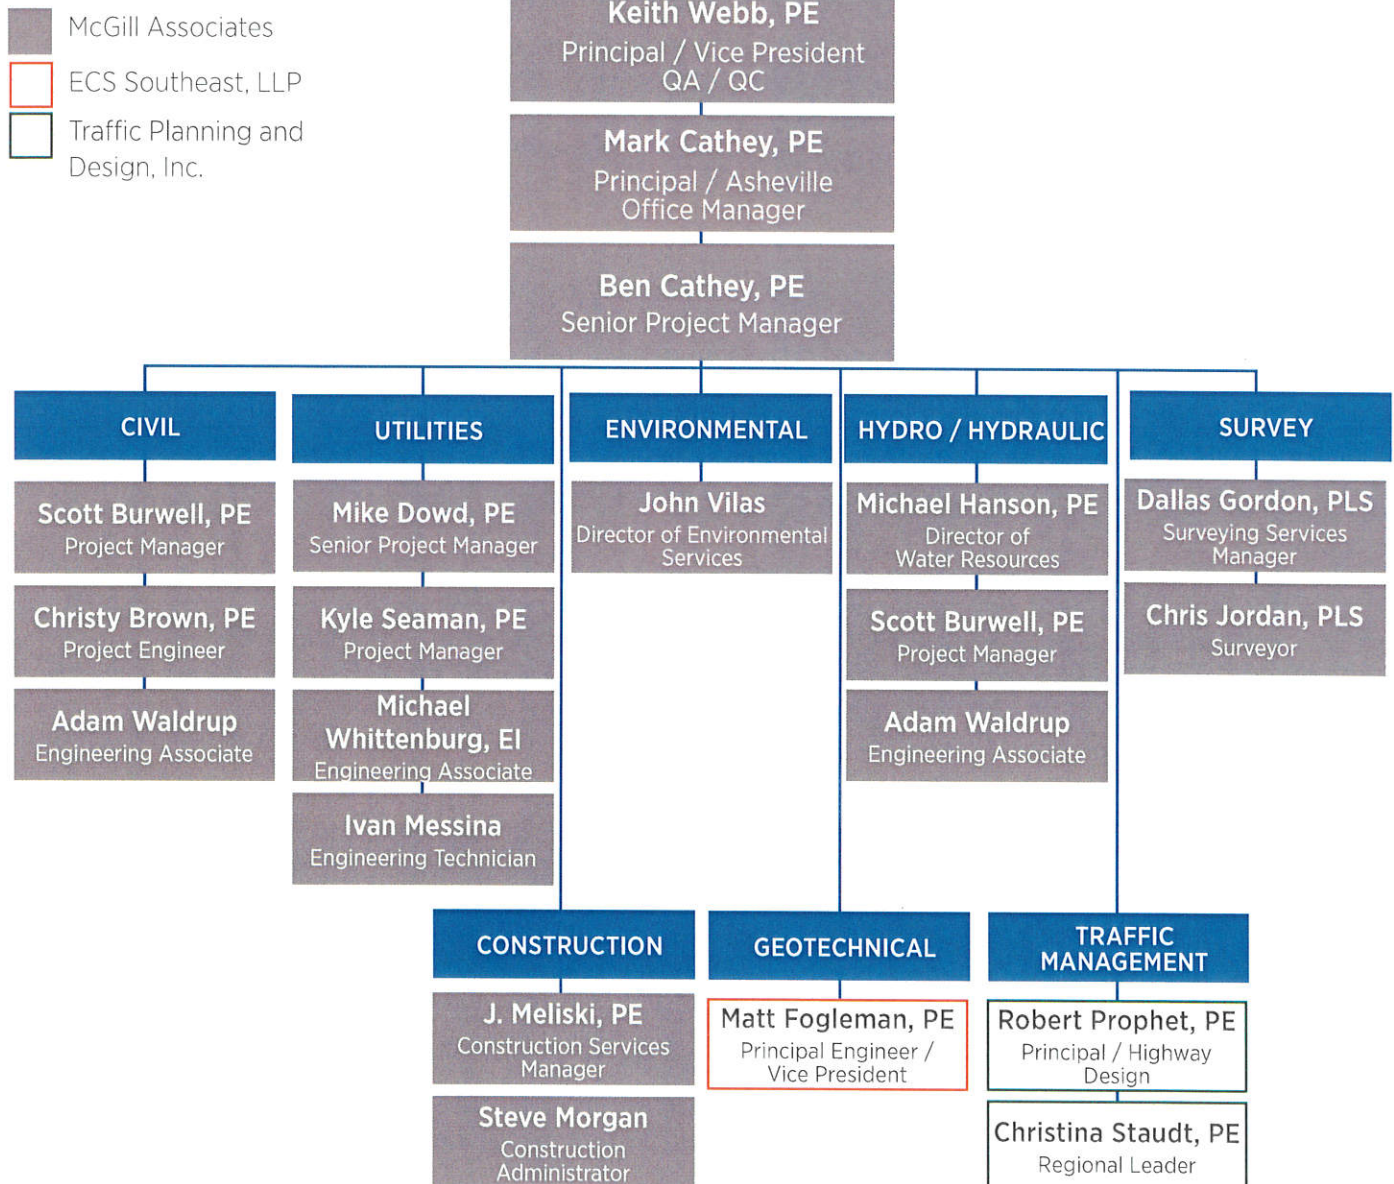 McGill Associates
ECS Southeast, LLP
Traffic Planning and
Design, Inc.
Keith Webb, PE
Principal / Vice President
QA / QC
Mark Cathey, PE
Principal / Asheville
Office Manager
Ben Cathey, PE
Senior Project Manager
CIVIL
Scott Burwell, PE
Project Manager
Christy Brown, PE
Project Engineer
Adam Waldrup
Engineering Associate
UTILITIES
Mike Dowd, PE
Senior Project Manager
Kyle Seaman, PE
Project Manager
Michael
Whittenburg, EI
Engineering Associate
Ivan Messina
Engineering Technician
ENVIRONMENTAL
John Vilas
Director of Environmental
Services
HYDRO / HYDRAULIC
Michael Hanson, PE
Director of
Water Resources
Scott Burwell, PE
Project Manager
Adam Waldrup
Engineering Associate
SURVEY
Dallas Gordon, PLS
Surveying Services
Manager
Chris Jordan, PLS
Surveyor
CONSTRUCTION
J. Meliski, PE
Construction Services
Manager
Steve Morgan
Construction
Administrator
GEOTECHNICAL
Matt Fogleman, PE
Principal Engineer /
Vice President
TRAFFIC
MANAGEMENT
Robert Prophet, PE
Principal / Highway
Design
Christina Staudt, PE
Regional Leader